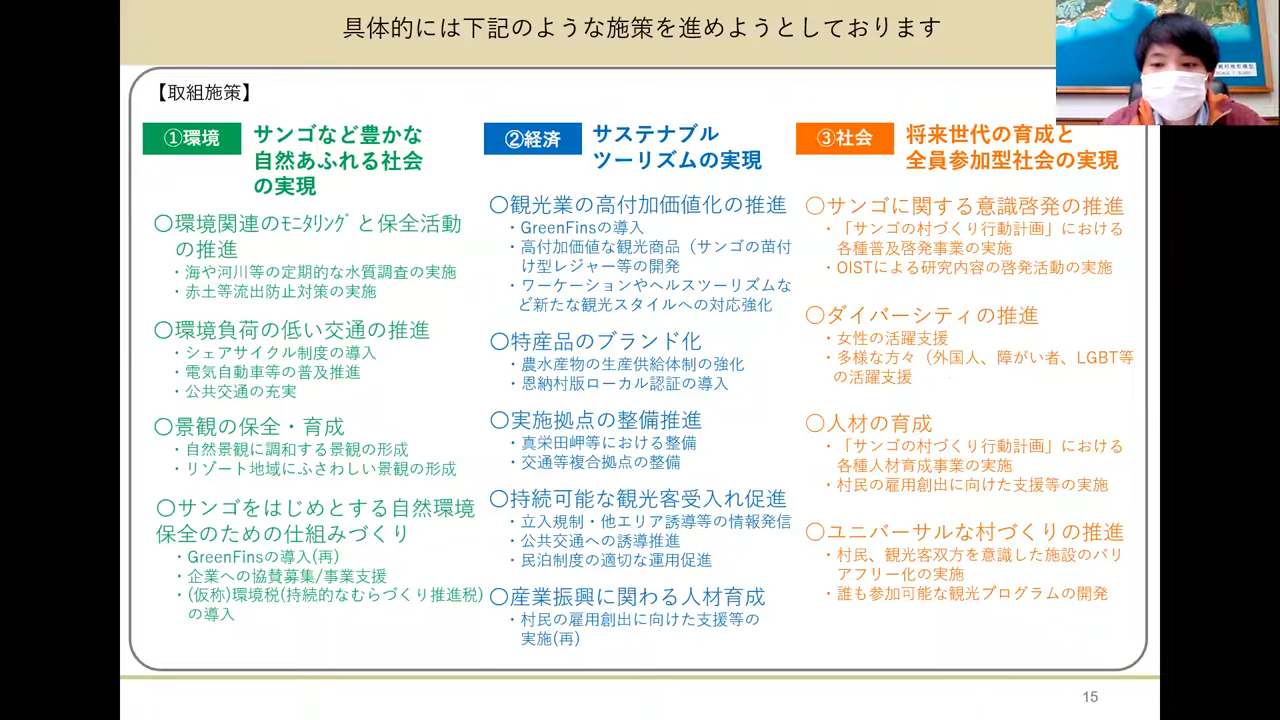 具体的には下記のような施策を進めようとしております
【取組施策】
①環境
サンゴなど豊かな
自然あふれる社会
の実現
〇環境関連のﾓﾆﾀﾘﾝｸﾞと保全活動
の推進
・海や河川等の定期的な水質調査の実施
・赤土等流出防止対策の実施
〇環境負荷の低い交通の推進
・シェアサイクル制度の導入
・電気自動車等の普及推進
・公共交通の充実
〇景観の保全・育成
・自然景観に調和する景観の形成
・リゾート地域にふさわしい景観の形成
〇サンゴをはじめとする自然環境
保全のための仕組みづくり
・GreenFinsの導入(再)
・企業への協賛募集/事業支援
・(仮称)環境税(持続的なむらづくり推進税)
の導入
②経済
サステナブル
ツーリズムの実現
〇観光業の高付加価値化の推進
・GreenFinsの導入
・高付加価値な観光商品（サンゴの苗付
け型レジャー等の開発
・ワーケーションやヘルスツーリズムな
ど新たな観光スタイルへの対応強化
〇特産品のブランド化
・農水産物の生産供給体制の強化
・恩納村版ローカル認証の導入
〇実施拠点の整備推進
・真栄田岬等における整備
・交通等複合拠点の整備
〇持続可能な観光客受入れ促進
・立入規制・他エリア誘導等の情報発信
・公共交通への誘導推進
・民泊制度の適切な運用促進
〇産業振興に関わる人材育成
・村民の雇用創出に向けた支援等の
実施(再)
③社会
将来世代の育成と
全員参加型社会の実現
〇サンゴに関する意識啓発の推進
・「サンゴの村づくり行動計画」における
各種普及啓発事業の実施
・OISTによる研究内容の啓発活動の実施
〇ダイバーシティの推進
・女性の活躍支援
・多様な方々（外国人、障がい者、LGBT等
の活躍支援
〇人材の育成
・「サンゴの村づくり行動計画」における
各種人材育成事業の実施
・村民の雇用創出に向けた支援等の実施
〇ユニバーサルな村づくりの推進
・村民、観光客双方を意識した施設のバリ
アフリー化の実施
・誰も参加可能な観光プログラムの開発
15